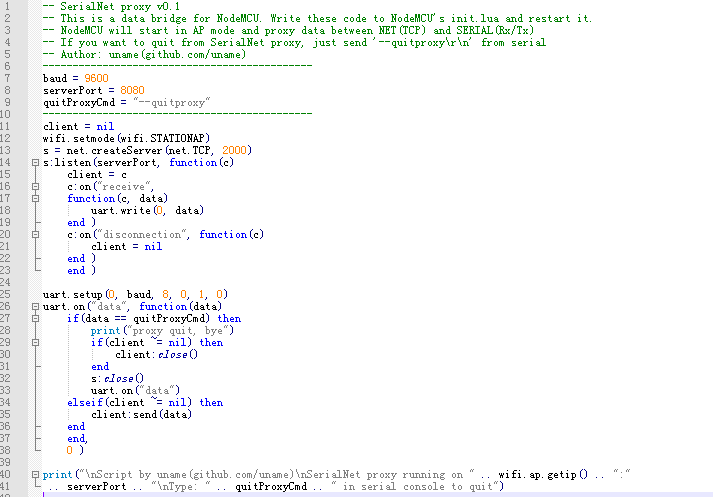 1 -- SerialNet proxy v0.1
2 -- This is a data bridge for NodeMCU. Write these code to NodeMCU's init.lua and restart it.
3 -- NodeMCU will start in AP mode and proxy data between NET(TCP) and SERIAL(Rx/Tx)
4 -- If you want to quit from SerialNet proxy, just send '--quitproxy\r\n' from serial
5 -- Author: uname(github.com/uname)
6 ---------------------------------------------
7 baud = 9600
8 serverPort = 8080
9 quitProxyCmd = "--quitproxy"
10 ---------------------------------------------
11 client = nil
12 wifi.setmode(wifi.STATIONAP)
13 s = net.createServer(net.TCP, 2000)
14 s:listen(serverPort, function(c)
15 client = c
16 c:on("receive",
17 function(c, data)
18 uart.write(0, data)
19 end )
20 c:on("disconnection", function(c)
21 client = nil
22 end )
23 end )
24
25 uart.setup(0, baud, 8, 0, 1, 0)
26 uart.on("data", function(data)
27 if(data == quitProxyCmd) then
28 print("proxy quit, bye")
29 if(client ~= nil) then
30 client:close()
31 end
32 s:close()
33 uart.on("data")
34 elseif(client ~= nil) then
35 client:send(data)
36 end
37 end,
38 0 )
39
40 print("\nScript by uname(github.com/uname)\nSerialNet proxy running on " .. wifi.ap.getip() .. ":"
41 .. serverPort .. "\nType: " .. quitProxyCmd .. " in serial console to quit")